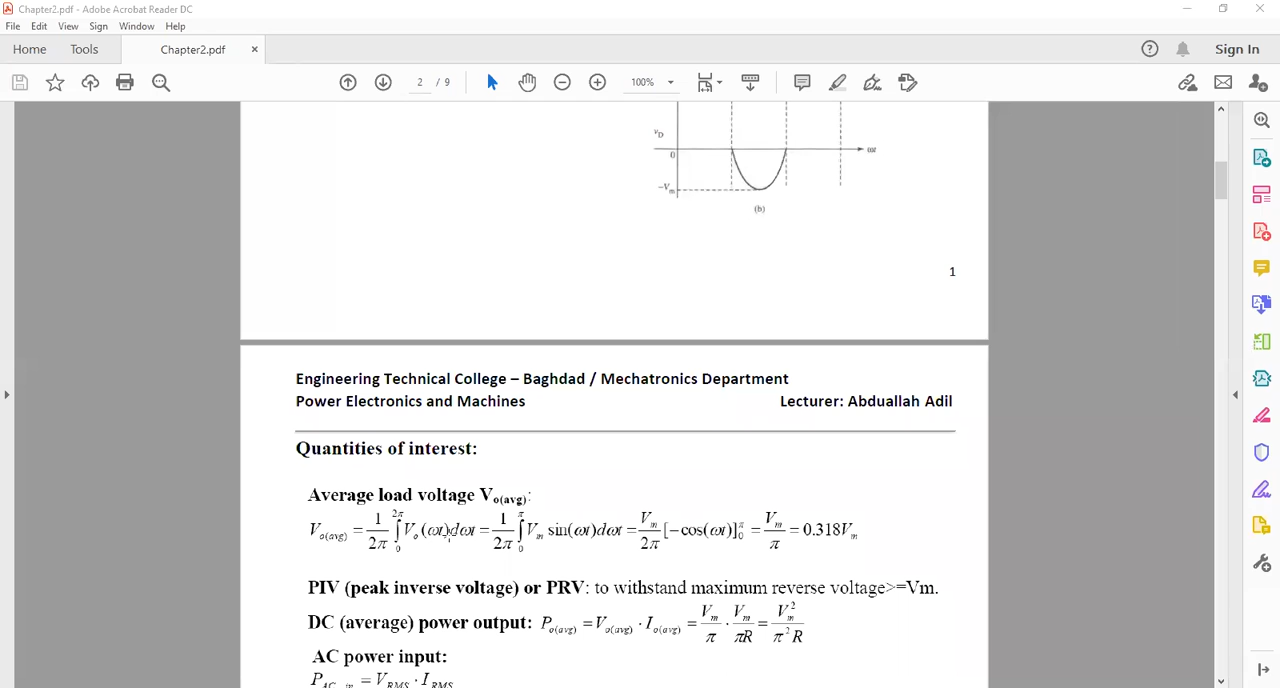 Chapter2.pdf - Adobe Acrobat Reader DC
File Edit View Sign Window Help
Home Tools Chapter2.pdf × Sign In
2 / 9 100%
v_D
0 ωt
−V_m
(b)
1
Engineering Technical College – Baghdad / Mechatronics Department
Power Electronics and Machines Lecturer: Abduallah Adil
Quantities of interest:
Average load voltage V_o(avg):
V_o(avg) = 1/2π ∫_0^2π V_o (ωt)dωt = 1/2π ∫_0^π V_m sin(ωt)dωt = V_m/2π [−cos(ωt)]_0^π = V_m/π = 0.318V_m
PIV (peak inverse voltage) or PRV: to withstand maximum reverse voltage>=Vm.
DC (average) power output: P_o(avg) = V_o(avg) · I_o(avg) = V_m/π · V_m/πR = V_m^2/π^2 R
AC power input:
P_AC_in = V_RMS · I_RMS